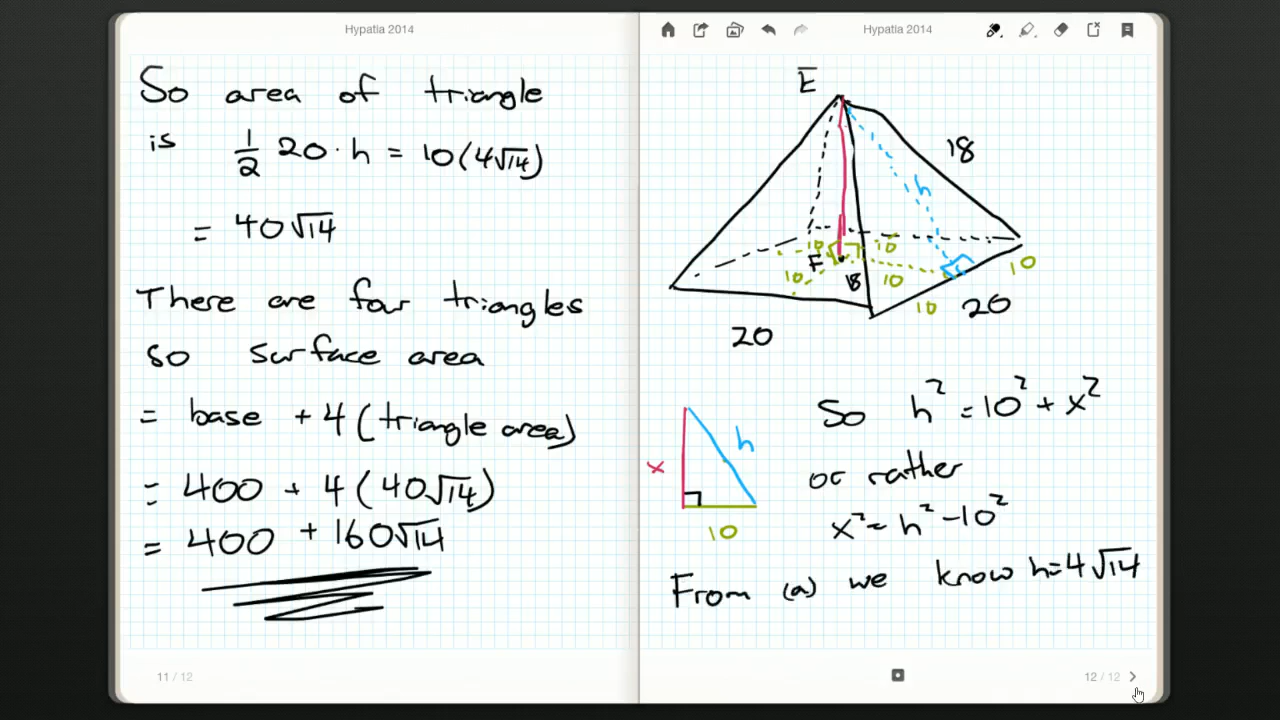 Hypatia 2014
So area of triangle
is 1/2 20 · h = 10(4√14)
= 40√14
There are four triangles
so surface area
= base + 4(triangle area)
= 400 + 4(40√14)
= 400 + 160√14
11 / 12
Hypatia 2014
E
18
h
10 10
F
10 18 10 10
10 20
20
So h² = 10² + x²
x h
or rather
10
x² = h² - 10²
From (a) we know h = 4√14
12 / 12